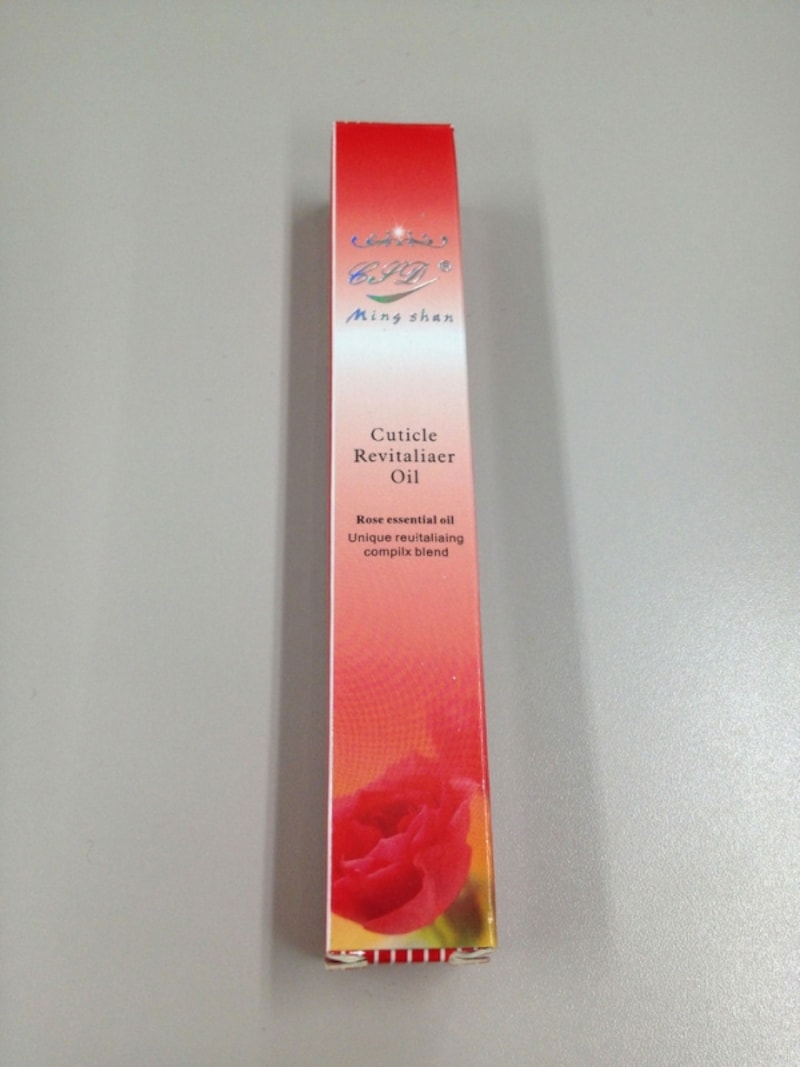 CSD®
Ming shan
Cuticle
Revitaliaer
Oil
Rose essential oil
Unique reuitaliaing
compilx blend